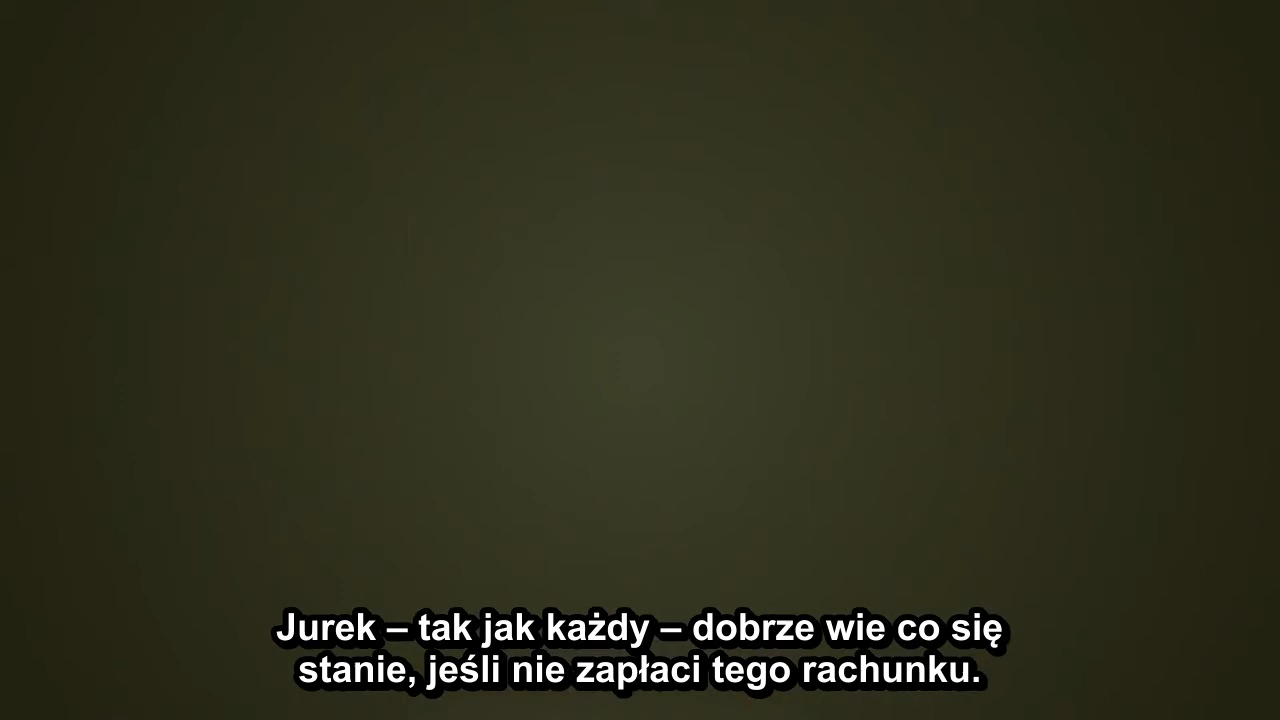 Jurek – tak jak każdy – dobrze wie co się
stanie, jeśli nie zapłaci tego rachunku.